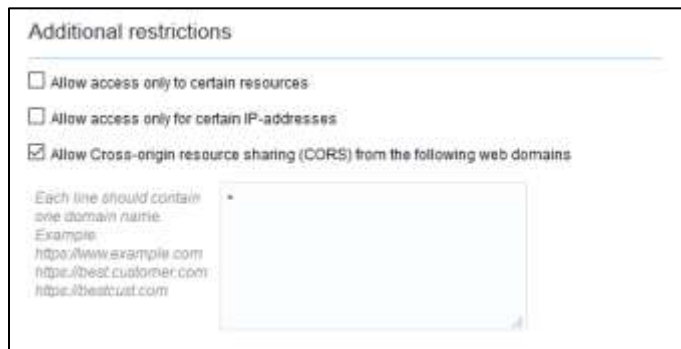 Additional restrictions
Allow access only to certain resources
Allow access only for certain IP-addresses
Allow Cross-origin resource sharing (CORS) from the following web domains
Each line should contain
one domain name.
Example
https://www.example.com
https://best.customer.com
https://bestcust.com
*